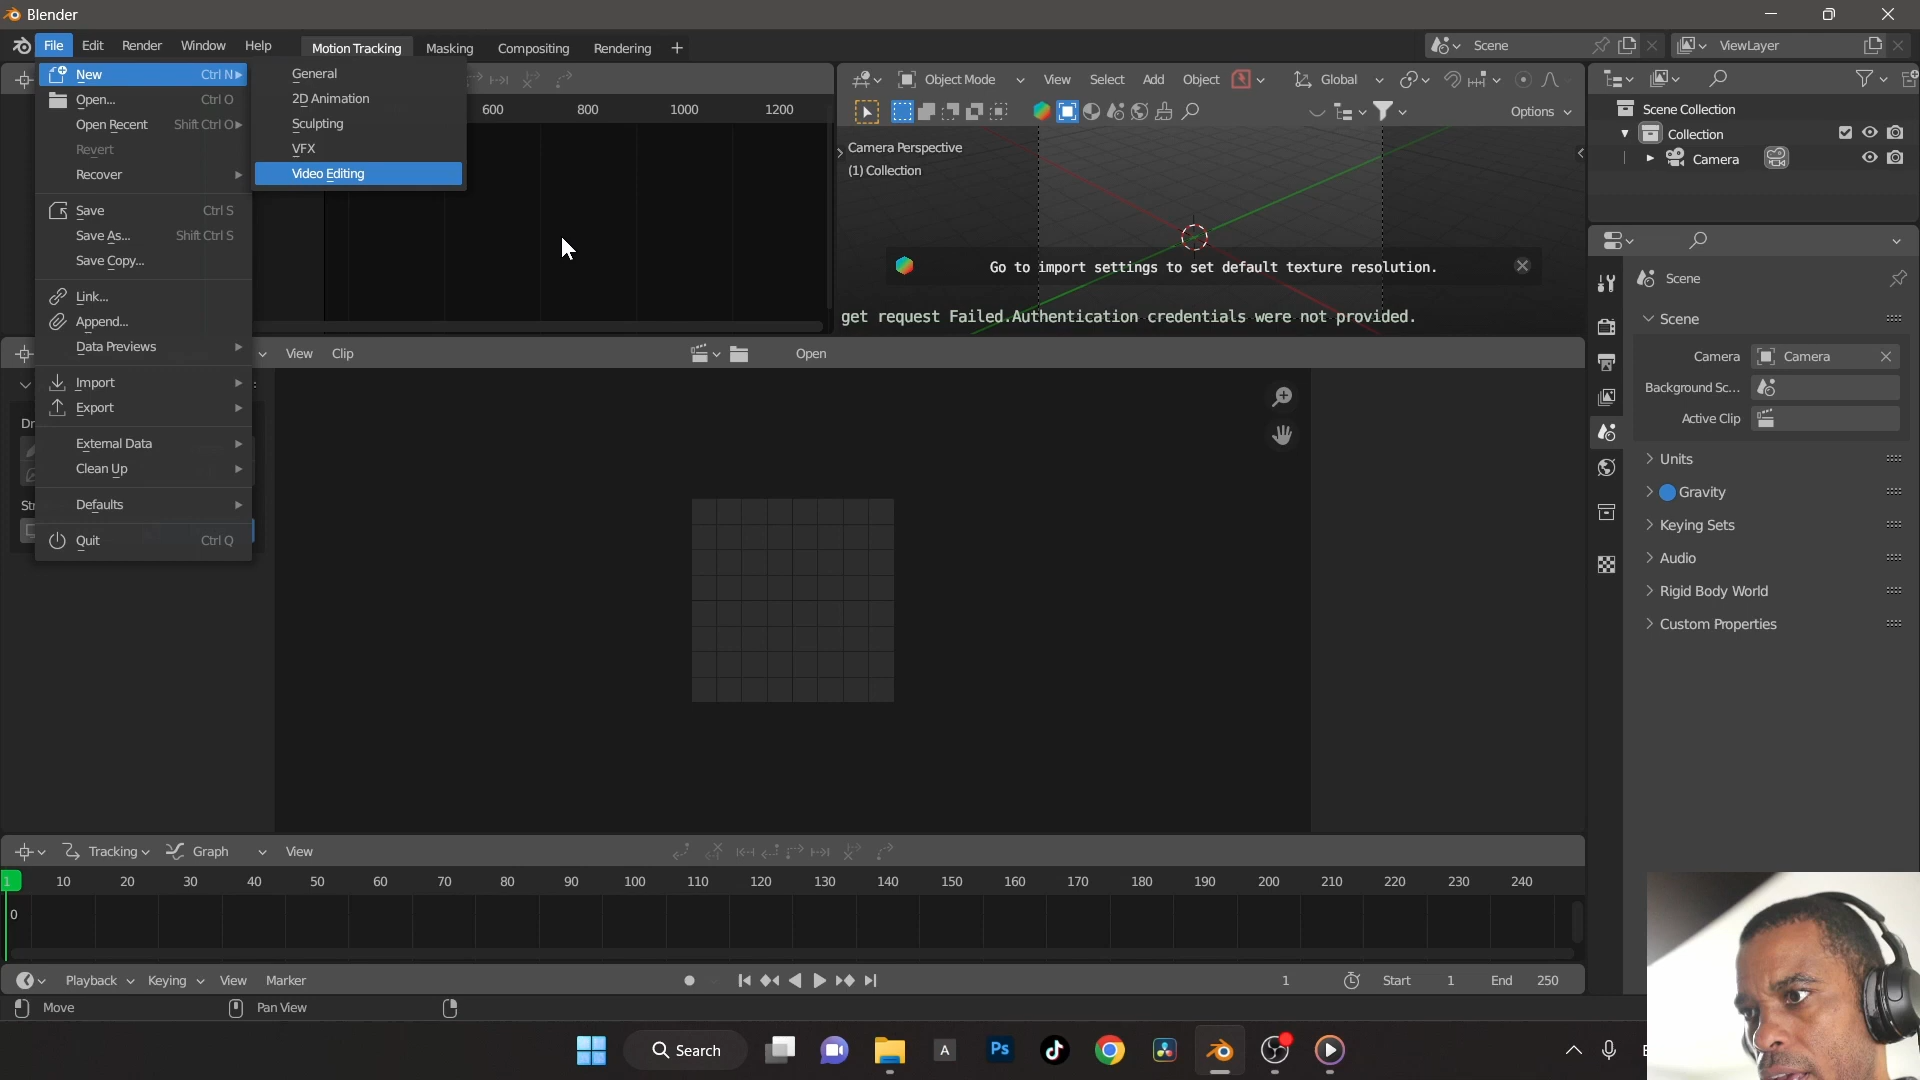 Blender
File Edit Render Window Help Motion Tracking Masking Compositing Rendering + Scene ViewLayer
New Ctrl N
Open... Ctrl O
Open Recent Shift Ctrl O
Revert
Recover
Save Ctrl S
Save As... Shift Ctrl S
Save Copy...
Link...
Append...
Data Previews
Import
Export
External Data
Clean Up
Defaults
Quit Ctrl Q
General
2D Animation
Sculpting
VFX
Video Editing
600 800 1000 1200
Object Mode View Select Add Object Global
Options
Camera Perspective
(1) Collection
Go to import settings to set default texture resolution.
get request Failed.Authentication credentials were not provided.
Scene Collection
Collection
Camera
View Clip Open
Dr
Str
Scene
Scene
Camera Camera
Background Sc...
Active Clip
Units
Gravity
Keying Sets
Audio
Rigid Body World
Custom Properties
Tracking Graph View
1 10 20 30 40 50 60 70 80 90 100 110 120 130 140 150 160 170 180 190 200 210 220 230 240
0
Playback Keying View Marker 1 Start 1 End 250
Move Pan View
Search A Ps